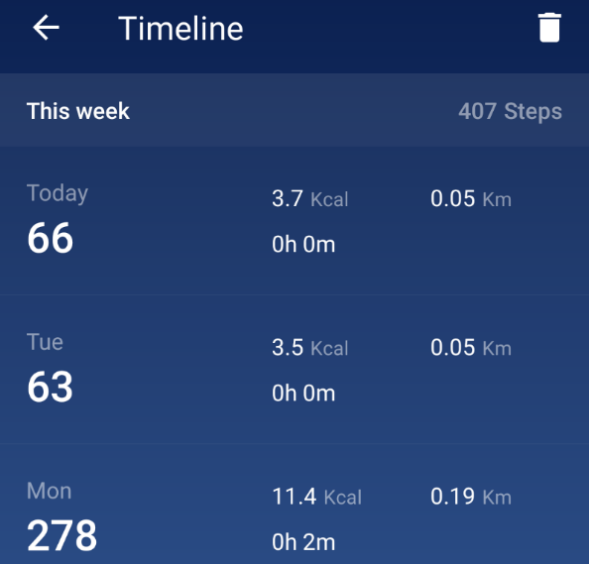 Timeline
This week 407 Steps
Today 3.7 Kcal 0.05 Km
66 0h 0m
Tue 3.5 Kcal 0.05 Km
63 0h 0m
Mon 11.4 Kcal 0.19 Km
278 0h 2m